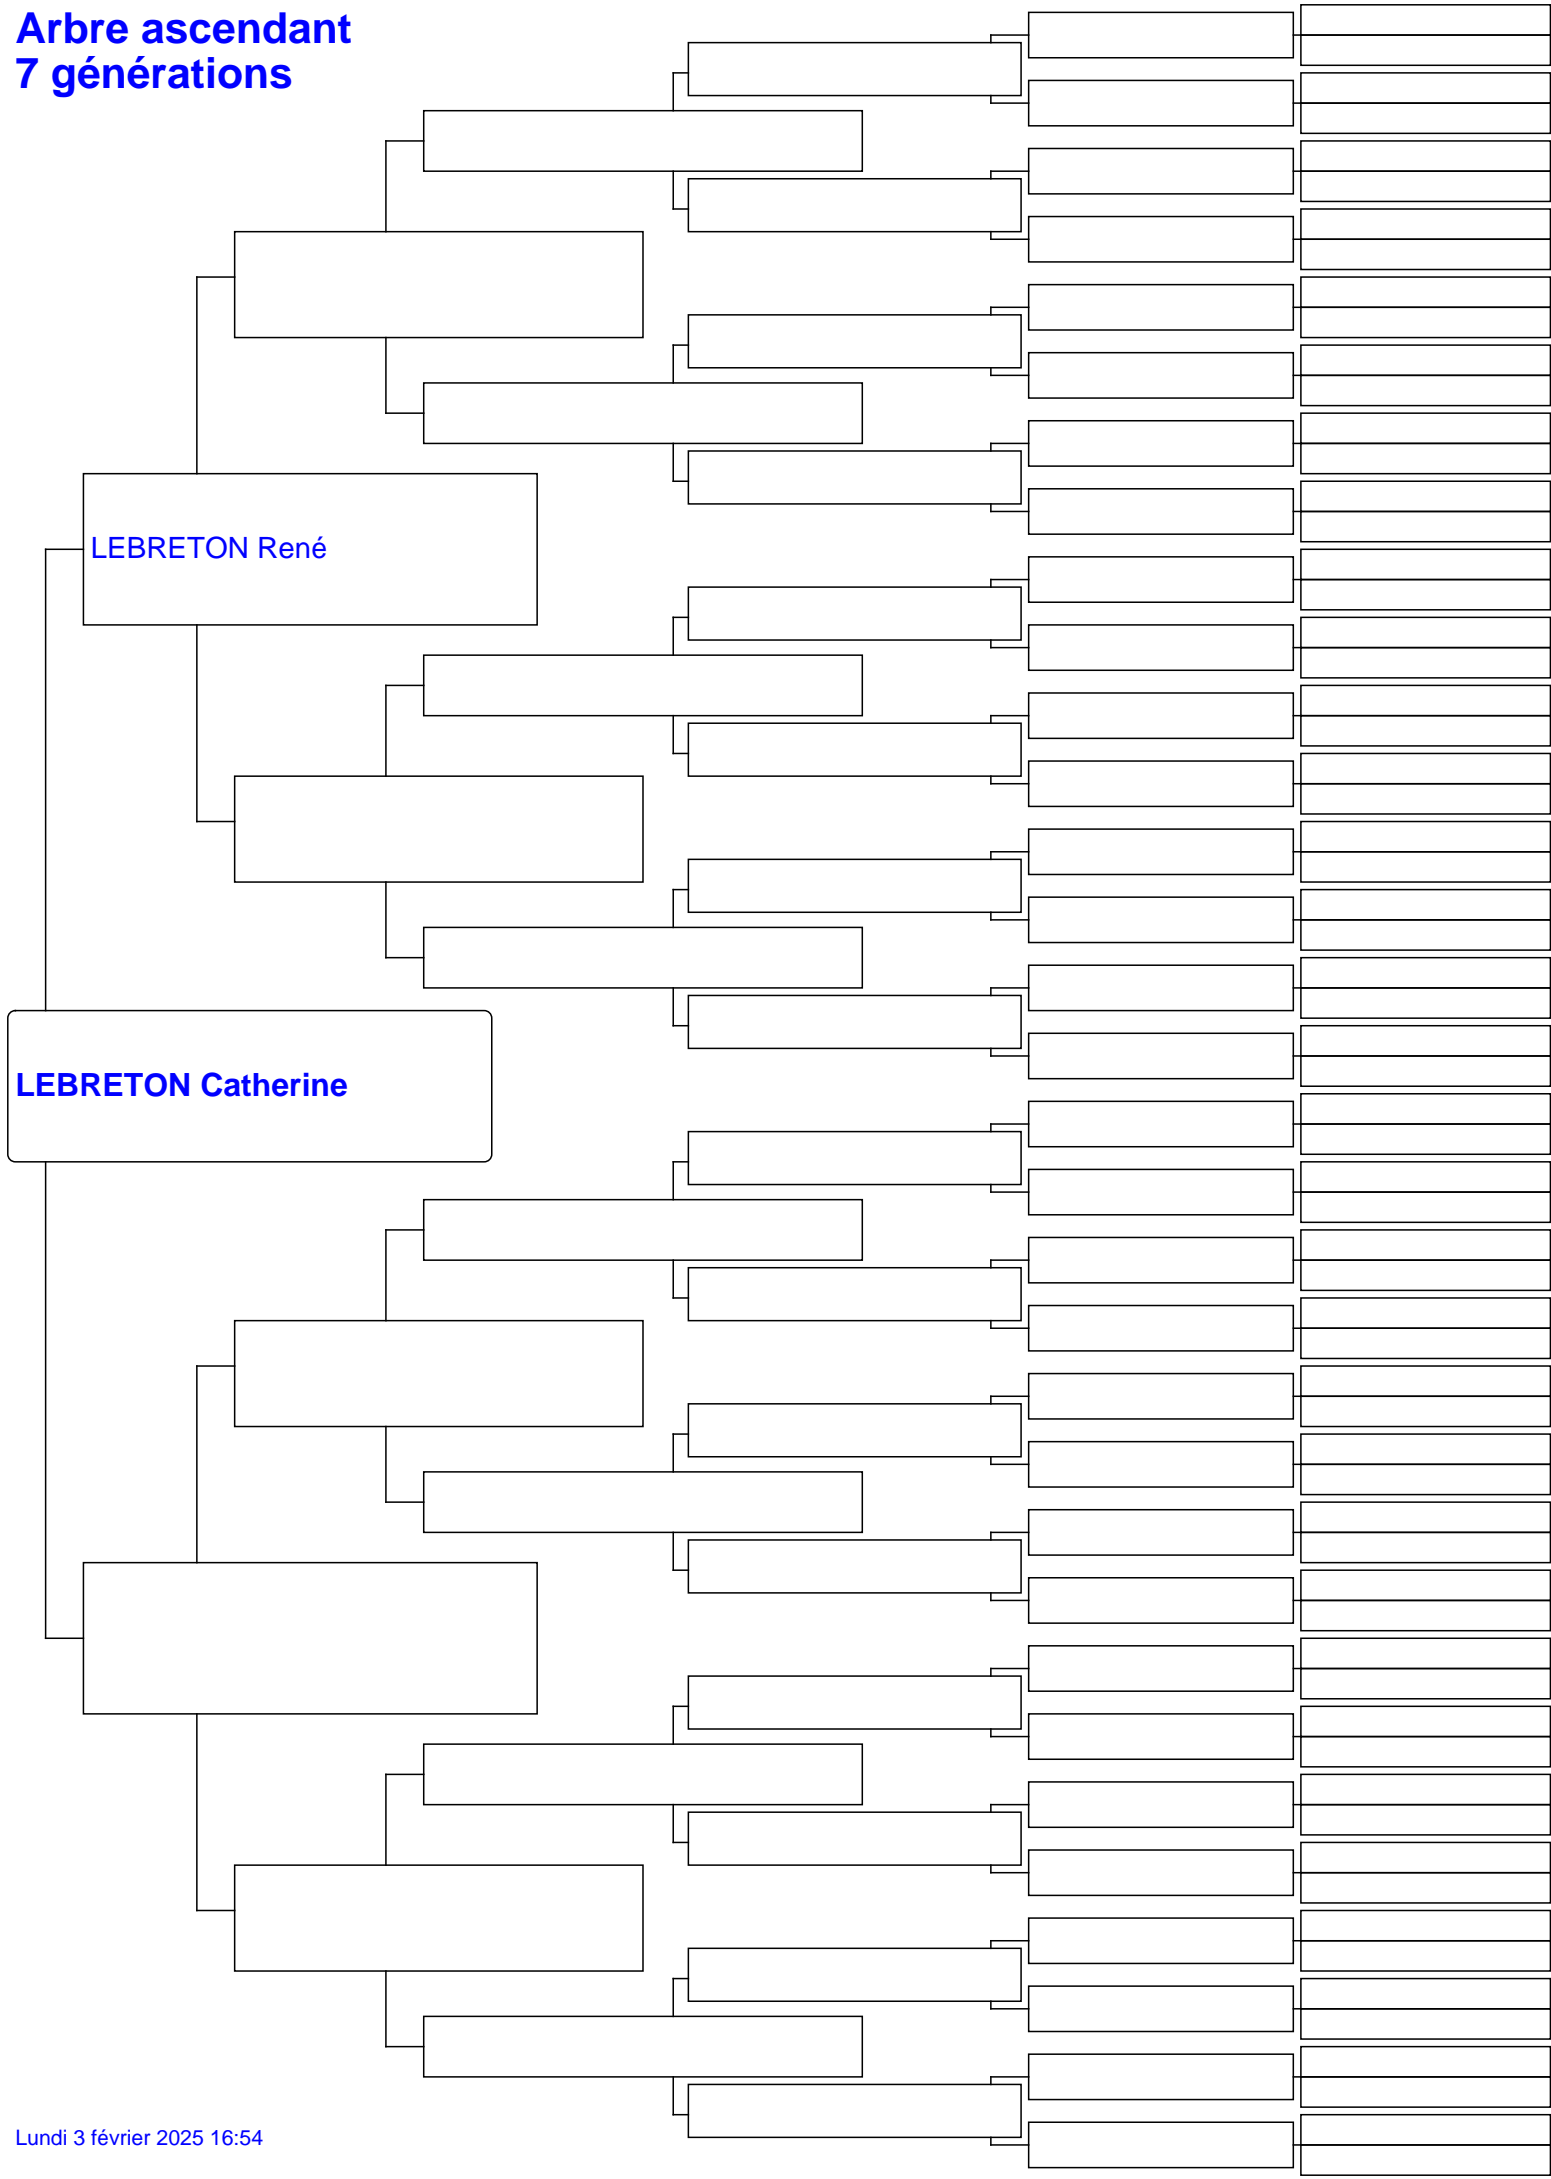 Arbre ascendant
7 générations
LEBRETON René
LEBRETON Catherine
Lundi 3 février 2025 16:54